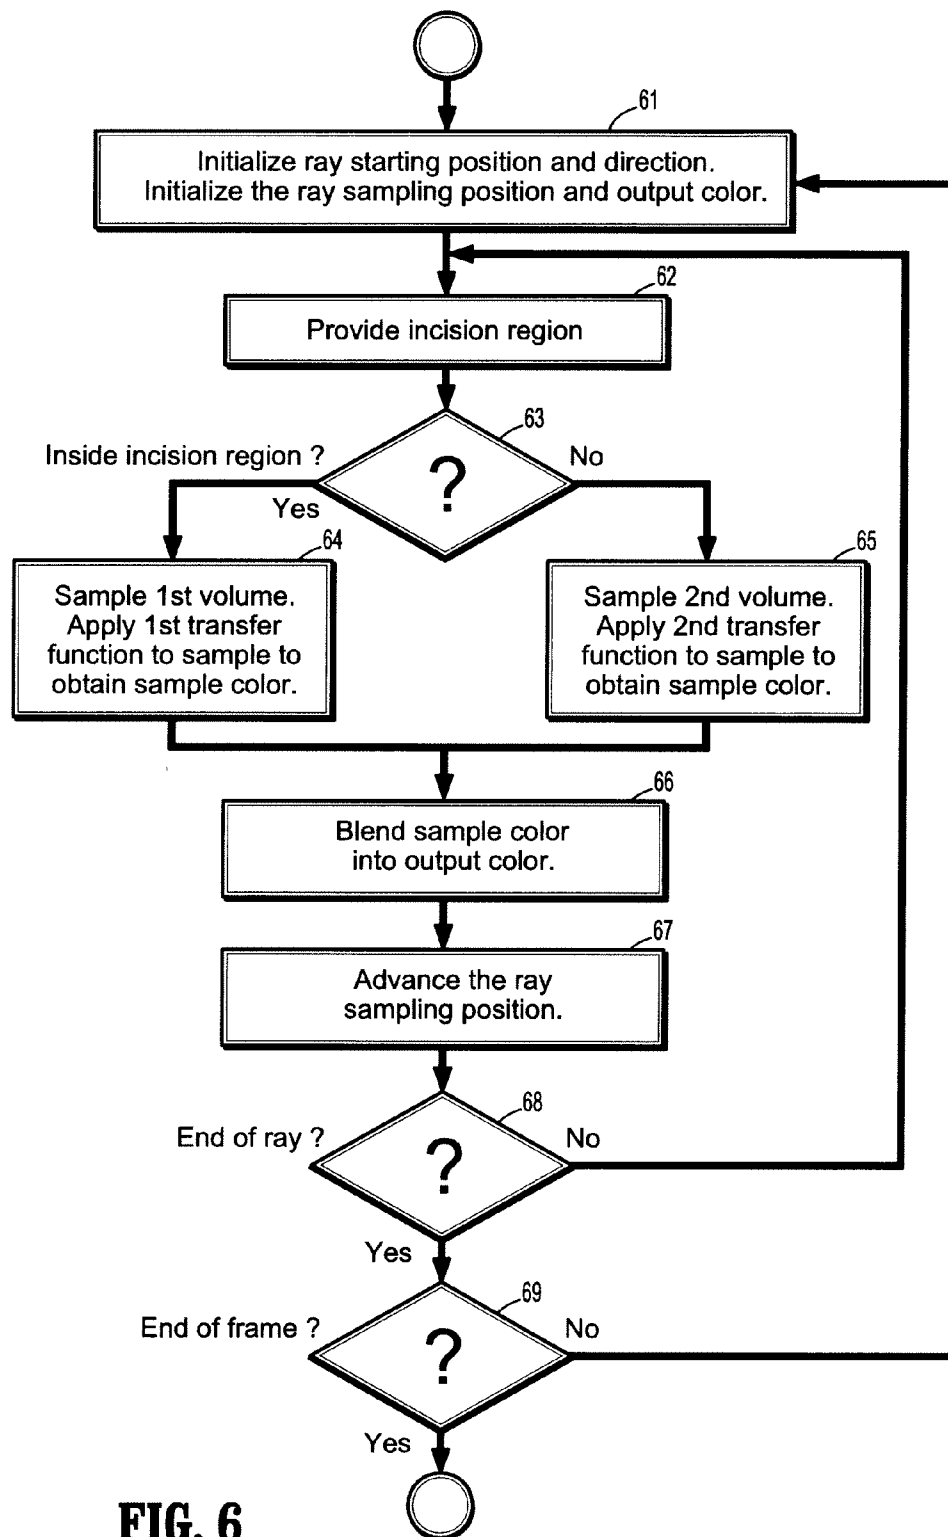 61
Initialize ray starting position and direction.
Initialize the ray sampling position and output color.
62
Provide incision region
63
Inside incision region ?
?
No
Yes
64
Sample 1st volume.
Apply 1st transfer
function to sample to
obtain sample color.
65
Sample 2nd volume.
Apply 2nd transfer
function to sample to
obtain sample color.
66
Blend sample color
into output color.
67
Advance the ray
sampling position.
68
End of ray ?
?
No
Yes
69
End of frame ?
?
No
Yes
FIG. 6